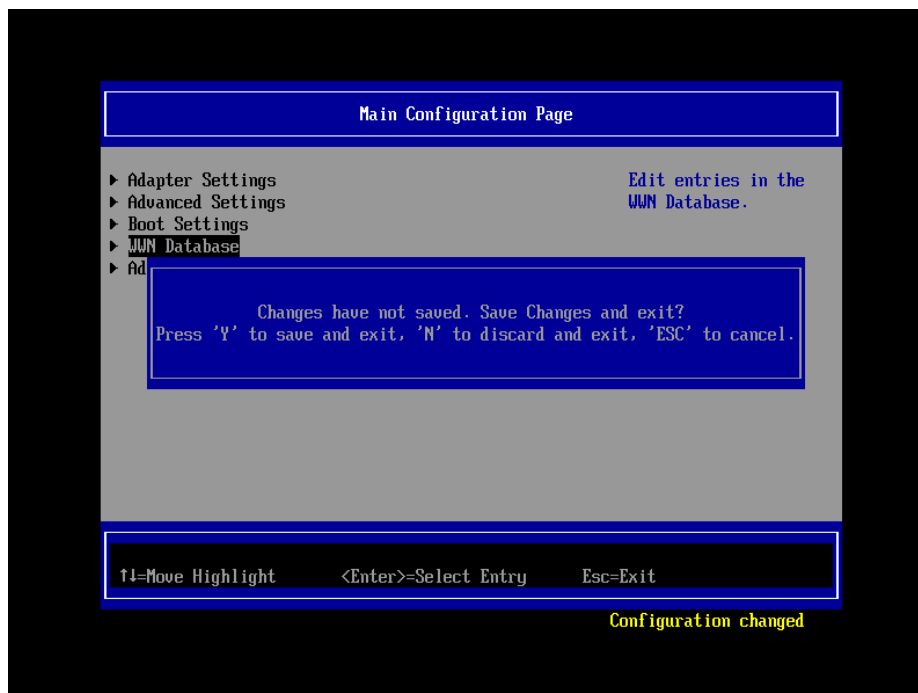 Main Configuration Page
Adapter Settings
Advanced Settings
Boot Settings
WWN Database
Ad
Edit entries in the
WWN Database.
Changes have not saved. Save Changes and exit?
Press 'Y' to save and exit, 'N' to discard and exit, 'ESC' to cancel.
↑↓=Move Highlight <Enter>=Select Entry Esc=Exit
Configuration changed